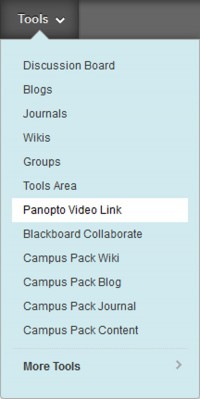 Tools
Discussion Board
Blogs
Journals
Wikis
Groups
Tools Area
Panopto Video Link
Blackboard Collaborate
Campus Pack Wiki
Campus Pack Blog
Campus Pack Journal
Campus Pack Content
More Tools